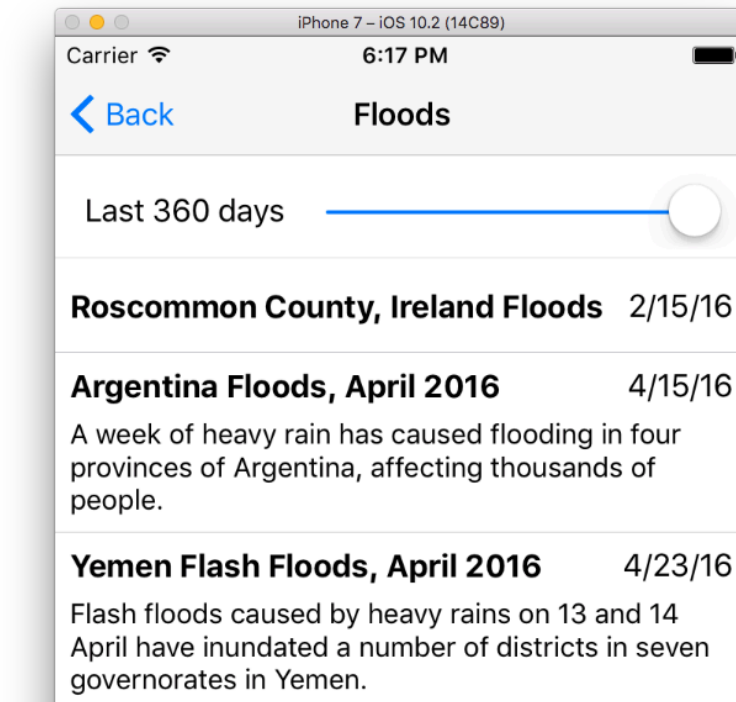 iPhone 7 – iOS 10.2 (14C89)
Carrier 6:17 PM
Back Floods
Last 360 days
Roscommon County, Ireland Floods 2/15/16
Argentina Floods, April 2016 4/15/16
A week of heavy rain has caused flooding in four
provinces of Argentina, affecting thousands of
people.
Yemen Flash Floods, April 2016 4/23/16
Flash floods caused by heavy rains on 13 and 14
April have inundated a number of districts in seven
governorates in Yemen.